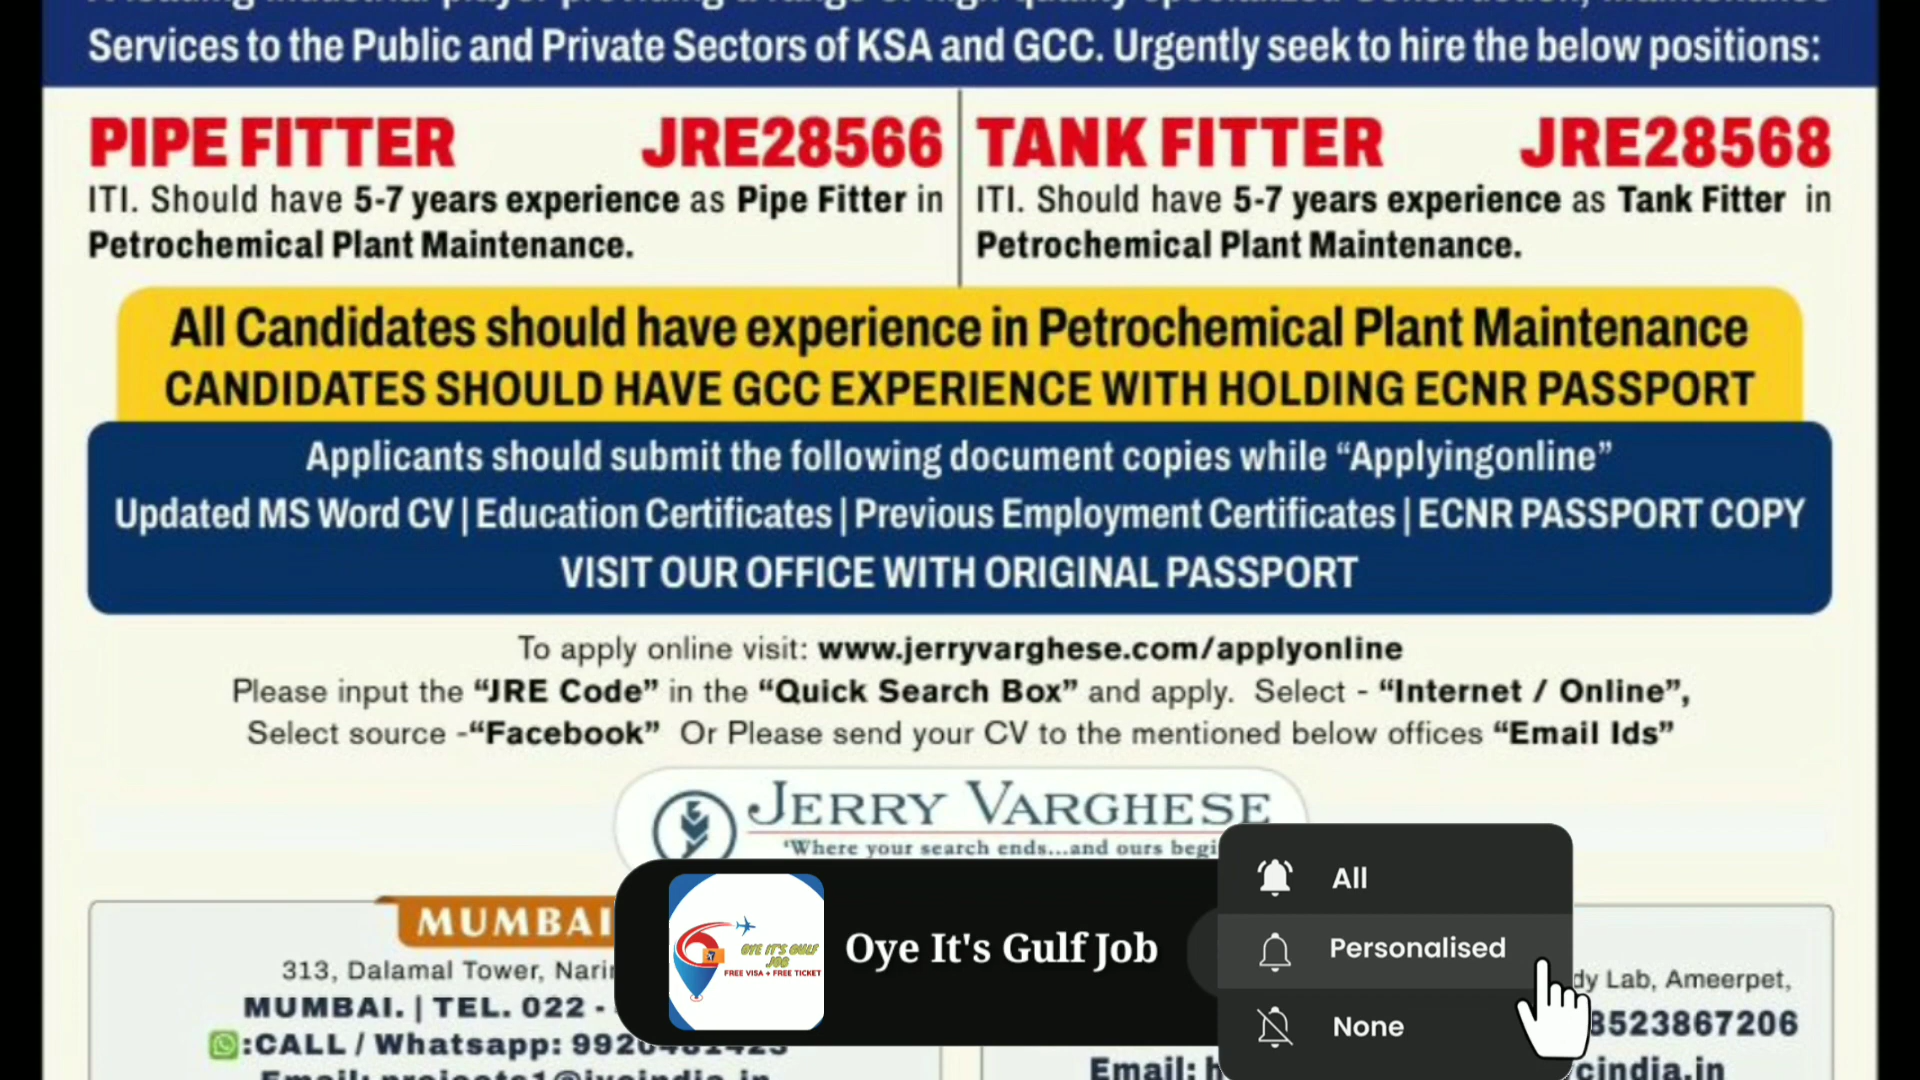 Services to the Public and Private Sectors of KSA and GCC. Urgently seek to hire the below positions:
PIPE FITTER JRE28566
ITI. Should have 5-7 years experience as Pipe Fitter in
Petrochemical Plant Maintenance.
TANK FITTER JRE28568
ITI. Should have 5-7 years experience as Tank Fitter in
Petrochemical Plant Maintenance.
All Candidates should have experience in Petrochemical Plant Maintenance
CANDIDATES SHOULD HAVE GCC EXPERIENCE WITH HOLDING ECNR PASSPORT
Applicants should submit the following document copies while “Applyingonline”
Updated MS Word CV | Education Certificates | Previous Employment Certificates | ECNR PASSPORT COPY
VISIT OUR OFFICE WITH ORIGINAL PASSPORT
To apply online visit: www.jerryvarghese.com/applyonline
Please input the “JRE Code” in the “Quick Search Box” and apply. Select - “Internet / Online”,
Select source -“Facebook” Or Please send your CV to the mentioned below offices “Email Ids”
JERRY VARGHESE
‘Where your search ends...and ours
MUMBAI
313, Dalamal Tower,
MUMBAI. | TEL. 022 -
:CALL / Whatsapp:
Lab, Ameerpet,
8523867206
Email:
OYE IT'S GULF
JOB
FREE VISA + FREE TICKET
Oye It's Gulf Job
All
Personalised
None